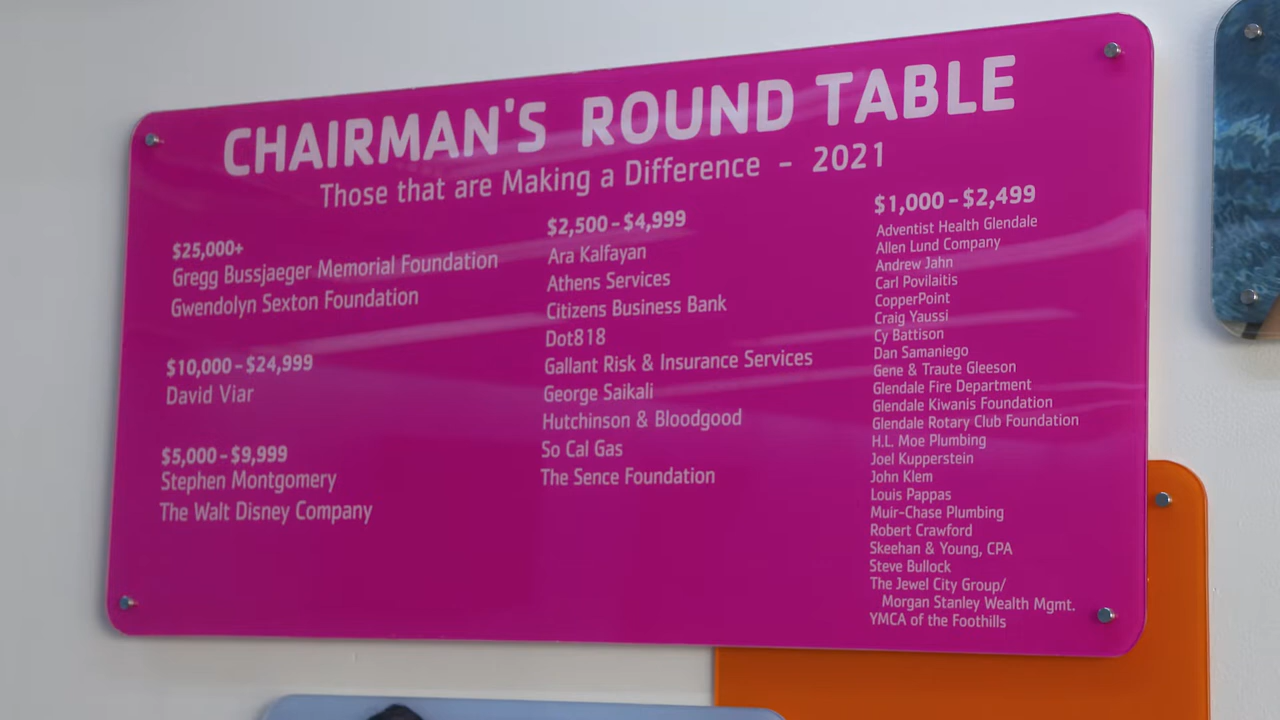 CHAIRMAN'S ROUND TABLE
Those that are Making a Difference - 2021
$25,000+
Gregg Bussjaeger Memorial Foundation
Gwendolyn Sexton Foundation
$10,000-$24,999
David Viar
$5,000-$9,999
Stephen Montgomery
The Walt Disney Company
$2,500-$4,999
Ara Kalfayan
Athens Services
Citizens Business Bank
Dot818
Gallant Risk & Insurance Services
George Saikali
Hutchinson & Bloodgood
So Cal Gas
The Sence Foundation
$1,000-$2,499
Adventist Health Glendale
Allen Lund Company
Andrew Jahn
Carl Povilaitis
CopperPoint
Craig Yaussi
Cy Battison
Dan Samaniego
Gene & Traute Gleeson
Glendale Fire Department
Glendale Kiwanis Foundation
Glendale Rotary Club Foundation
H.L. Moe Plumbing
Joel Kupperstein
John Klem
Louis Pappas
Muir-Chase Plumbing
Robert Crawford
Skeehan & Young, CPA
Steve Bullock
The Jewel City Group/
Morgan Stanley Wealth Mgmt.
YMCA of the Foothills